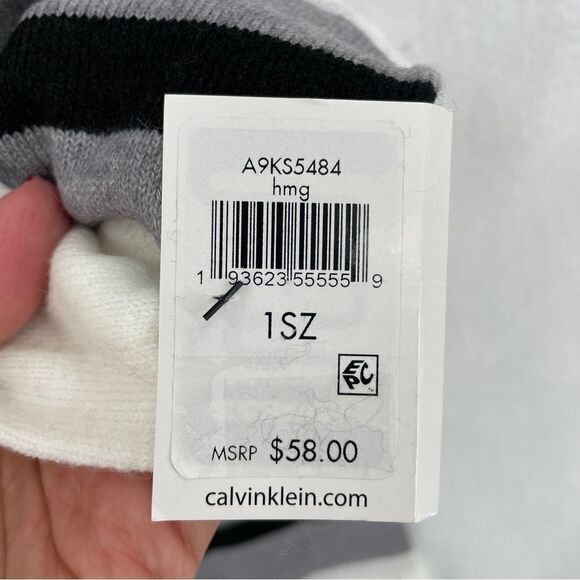 A9KS5484
hmg
1 93623 55555 9
1SZ
EPC
MSRP $58.00
calvinklein.com